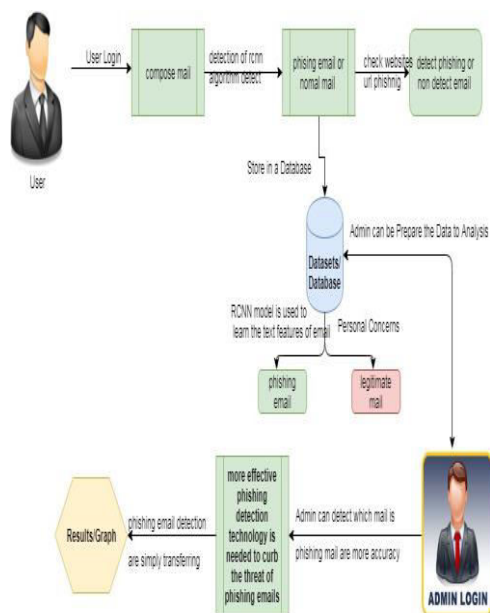 User Login
compose mail
detection of rcnn
algorithm detect
phising email or
nomal mail
check websites
url phishnig
detect phishing or
non detect email
User
Store in a Database
Admin can be Prepare the Data to Analysis
Datasets/
Database
RCNN model is used to
learn the text features of email
Personal Concerns
phishing
email
legitimate
mail
more effective
phishing
detection
technology is
needed to curb
the threat of
phishing emails
Results/Graph
phishing email detection
are simply transferring
Admin can detect which mail is
phishing mail are more accuracy
ADMIN LOGIN